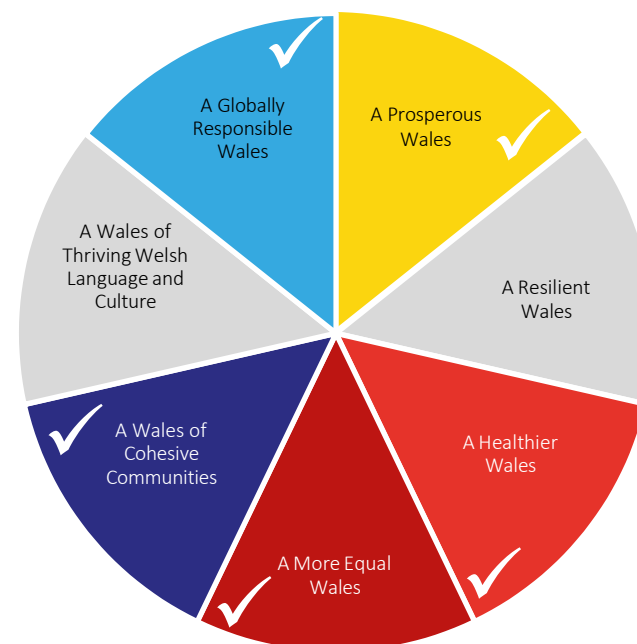 A Globally
Responsible
Wales
A Prosperous
Wales
A Wales of
Thriving Welsh
Language and
Culture
A Resilient
Wales
A Wales of
Cohesive
Communities
A Healthier
Wales
A More Equal
Wales